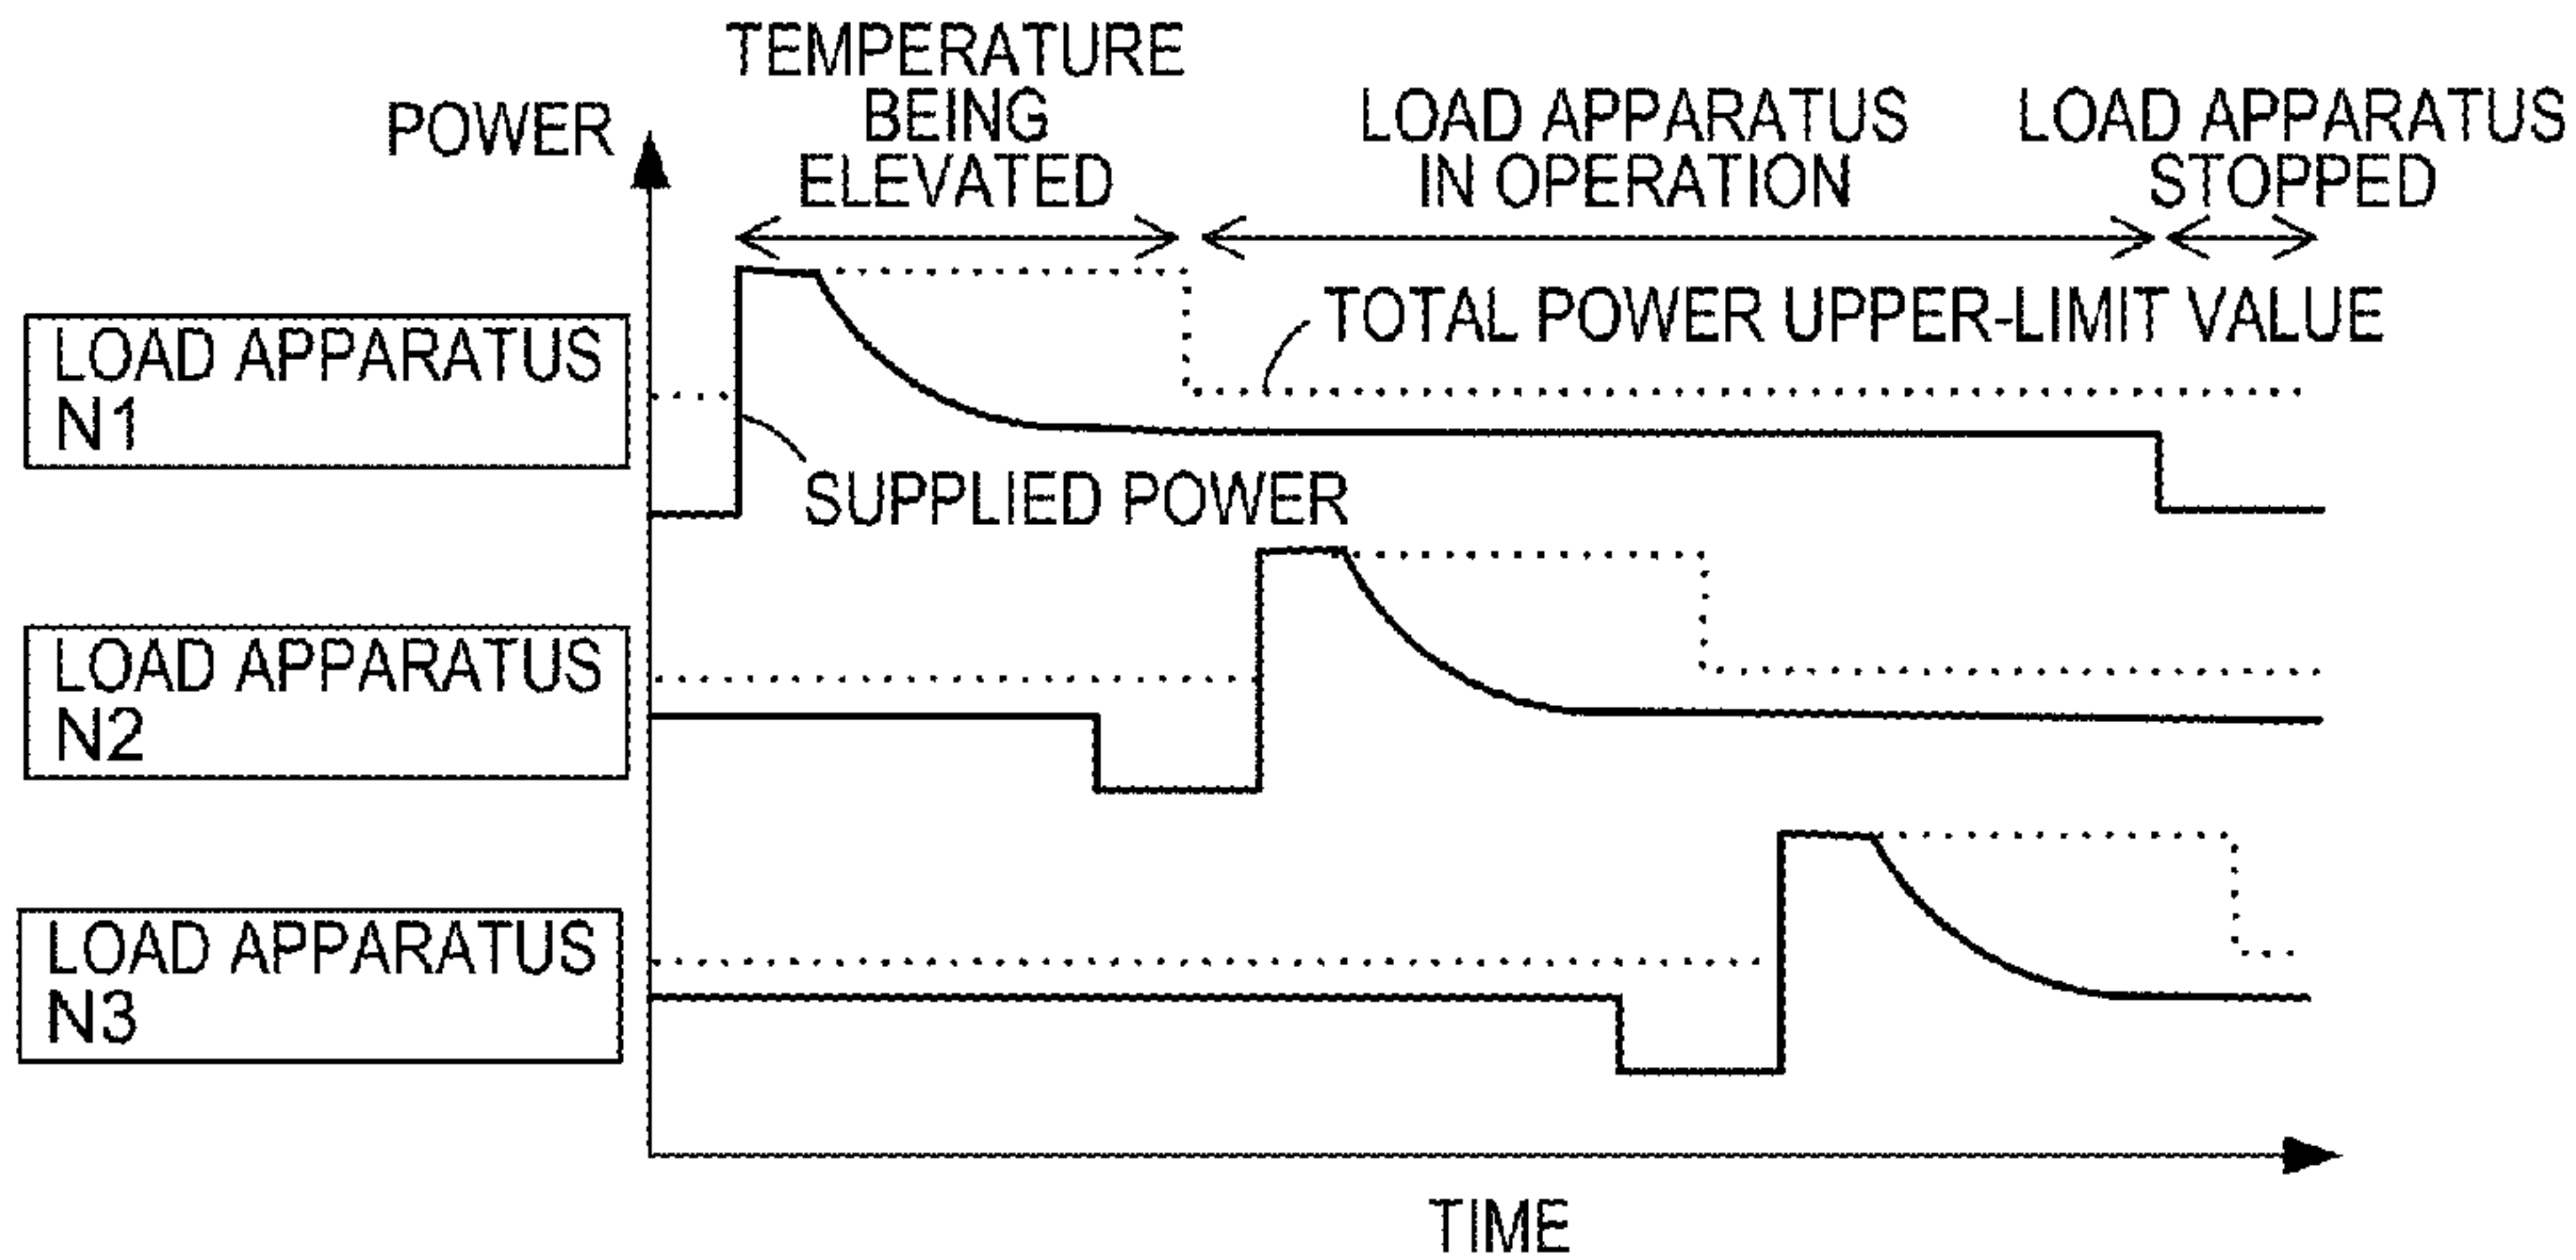 TEMPERATURE
BEING
ELEVATED
POWER
LOAD APPARATUS
IN OPERATION
LOAD APPARATUS
STOPPED
TOTAL POWER UPPER-LIMIT VALUE
LOAD APPARATUS
N1
SUPPLIED POWER
LOAD APPARATUS
N2
LOAD APPARATUS
N3
TIME